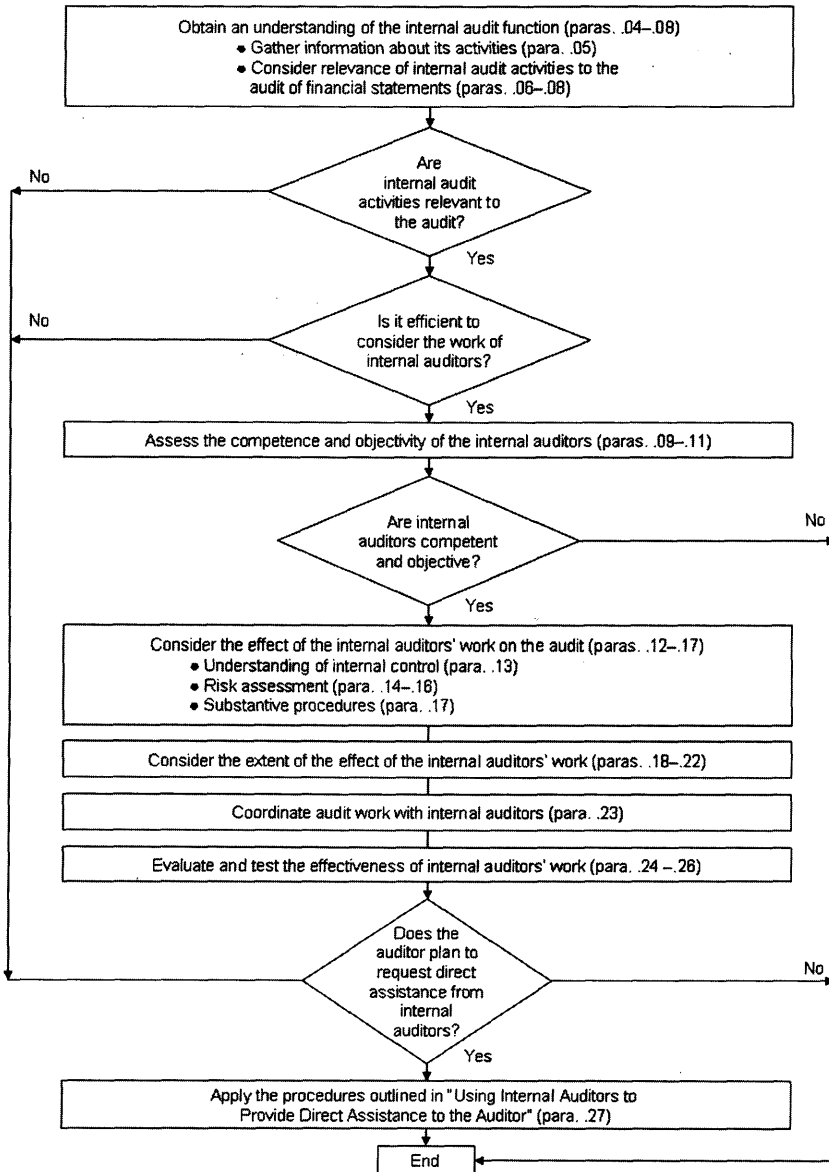 Obtain an understanding of the internal audit function (paras. .04–.08)
● Gather information about its activities (para. .05)
● Consider relevance of internal audit activities to the
audit of financial statements (paras. .06–.08)
Are
internal audit
activities relevant to
the audit?
No
Yes
Is it efficient to
consider the work of
internal auditors?
No
Yes
Assess the competence and objectivity of the internal auditors (paras. .09–.11)
Are internal
auditors competent
and objective?
No
Yes
Consider the effect of the internal auditors' work on the audit (paras. .12–.17)
● Understanding of internal control (para. .13)
● Risk assessment (para. .14–.16)
● Substantive procedures (para. .17)
Consider the extent of the effect of the internal auditors' work (paras. .18–.22)
Coordinate audit work with internal auditors (para. .23)
Evaluate and test the effectiveness of internal auditors' work (para. .24 –.26)
Does the
auditor plan to
request direct
assistance from
internal
auditors?
No
Yes
Apply the procedures outlined in "Using Internal Auditors to
Provide Direct Assistance to the Auditor" (para. .27)
End